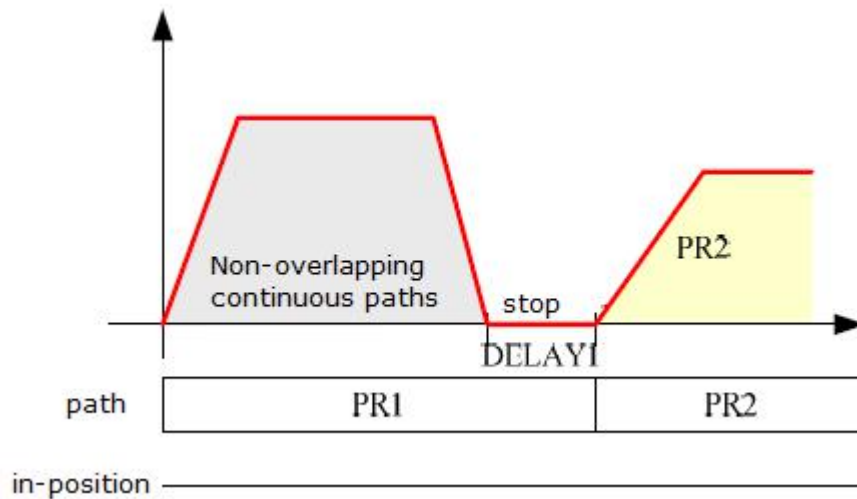 Non-overlapping
continuous paths
stop
PR2
DELAY1
path
PR1
PR2
in-position